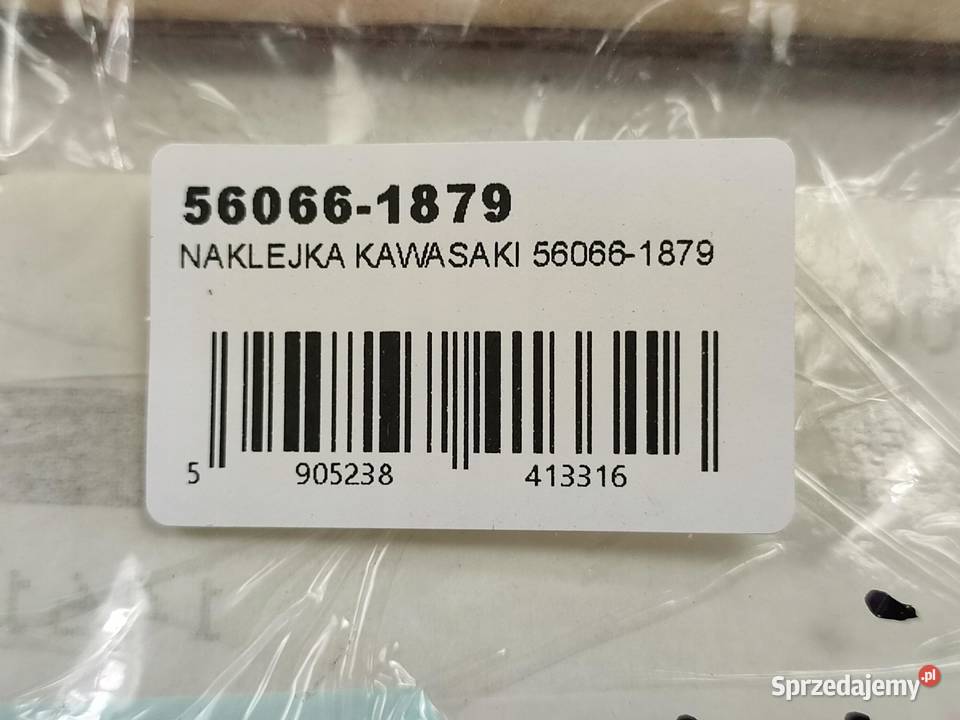 56066-1879
NAKLEJKA KAWASAKI 56066-1879
5 905238 413316
Sprzedajemy.pl